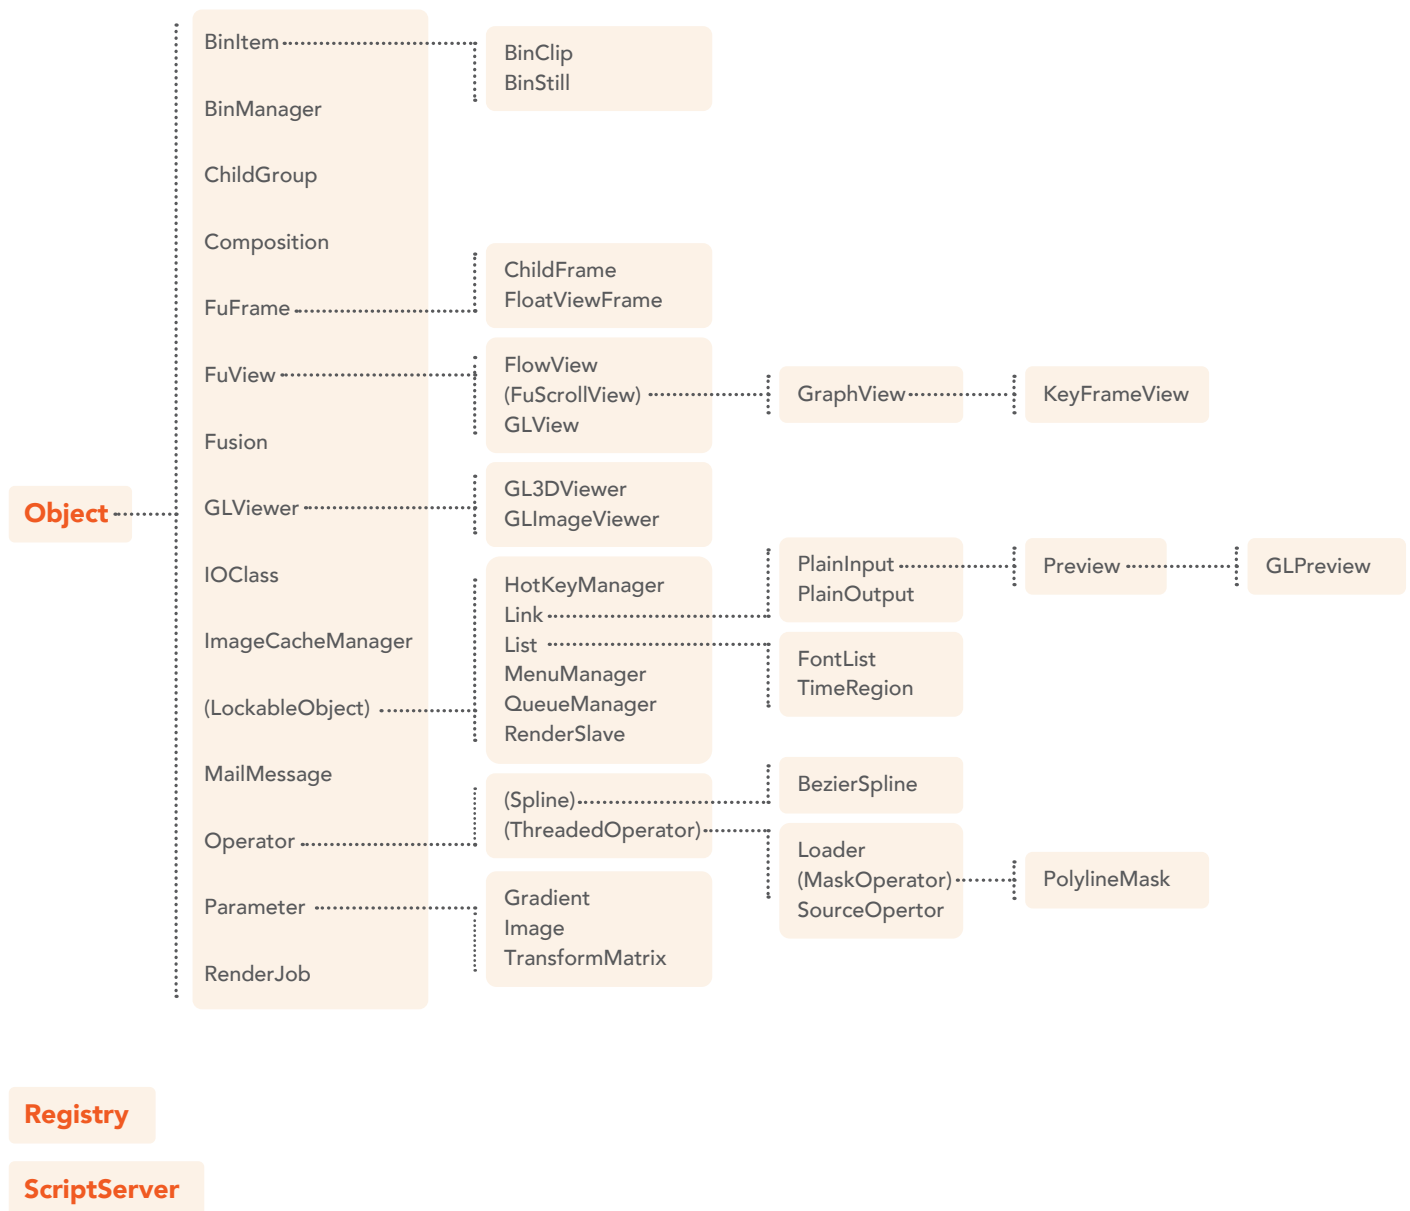 BinItem
BinManager
ChildGroup
Composition
FuFrame
FuView
Fusion
GLViewer
IOClass
ImageCacheManager
(LockableObject)
MailMessage
Operator
Parameter
RenderJob
Object
BinClip
BinStill
ChildFrame
FloatViewFrame
FlowView
(FuScrollView)
GLView
GL3DViewer
GLImageViewer
HotKeyManager
Link
List
MenuManager
QueueManager
RenderSlave
(Spline)
(ThreadedOperator)
Gradient
Image
TransformMatrix
GraphView
PlainInput
PlainOutput
FontList
TimeRegion
BezierSpline
Loader
(MaskOperator)
SourceOpertor
KeyFrameView
Preview
PolylineMask
GLPreview
Registry
ScriptServer